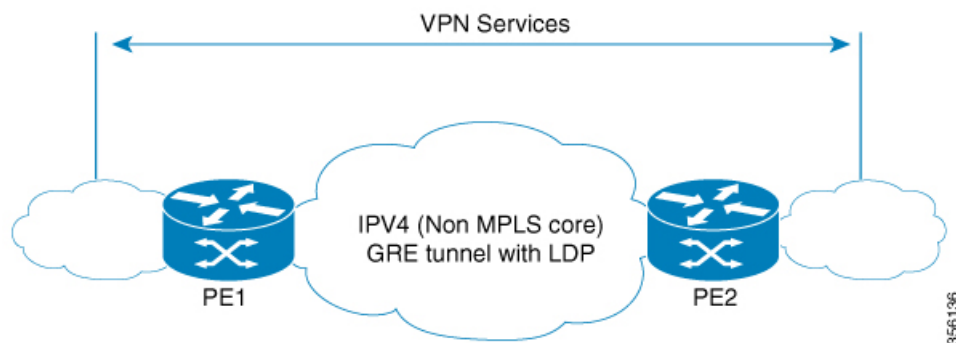 VPN Services
IPV4 (Non MPLS core)
GRE tunnel with LDP
PE1
PE2
356136